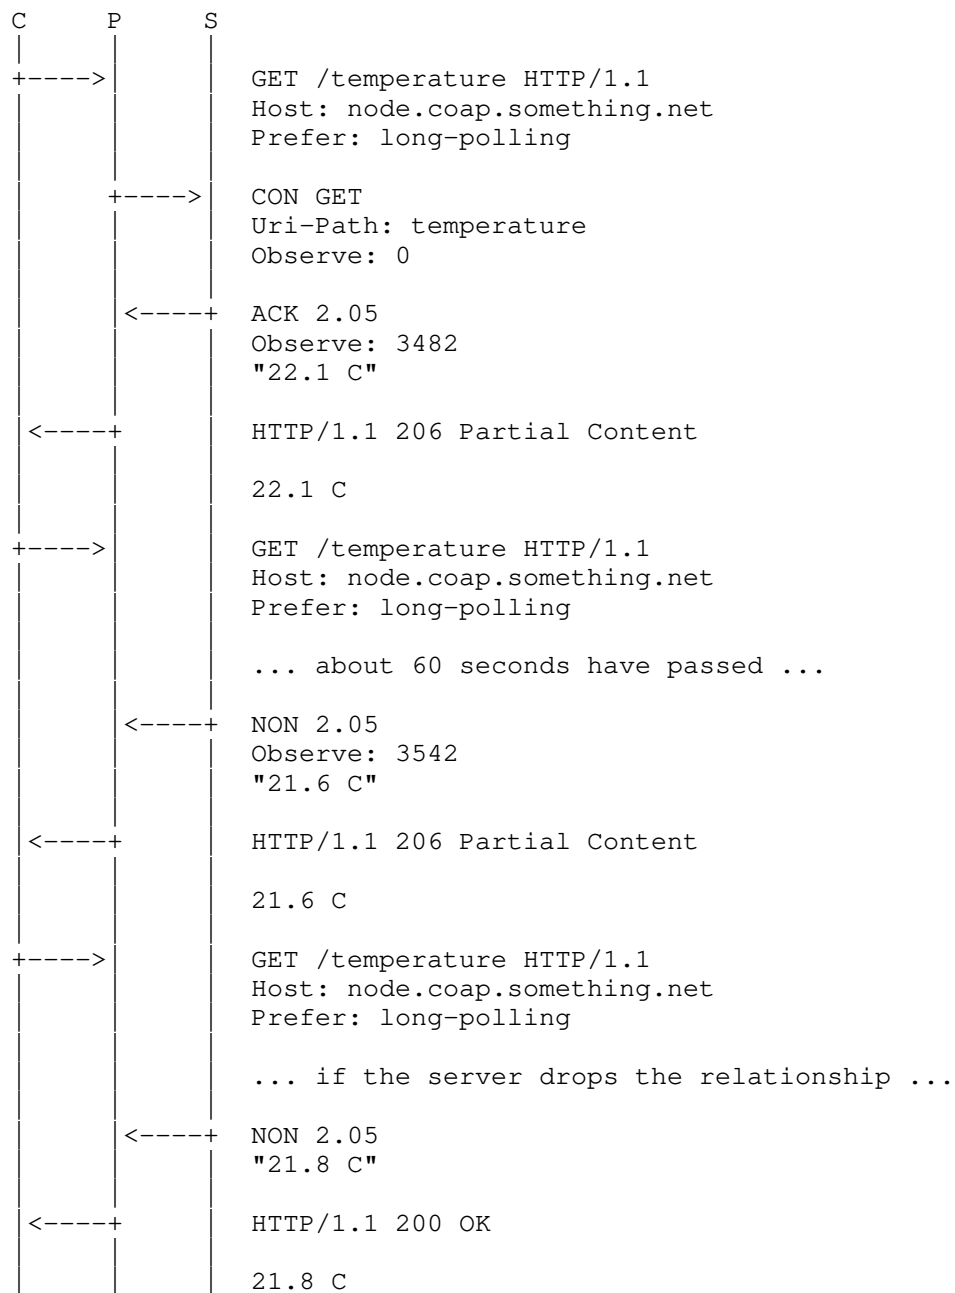 C P S
GET /temperature HTTP/1.1
Host: node.coap.something.net
Prefer: long-polling
CON GET
Uri-Path: temperature
Observe: 0
ACK 2.05
Observe: 3482
"22.1 C"
HTTP/1.1 206 Partial Content
22.1 C
GET /temperature HTTP/1.1
Host: node.coap.something.net
Prefer: long-polling
... about 60 seconds have passed ...
NON 2.05
Observe: 3542
"21.6 C"
HTTP/1.1 206 Partial Content
21.6 C
GET /temperature HTTP/1.1
Host: node.coap.something.net
Prefer: long-polling
... if the server drops the relationship ...
NON 2.05
"21.8 C"
HTTP/1.1 200 OK
21.8 C